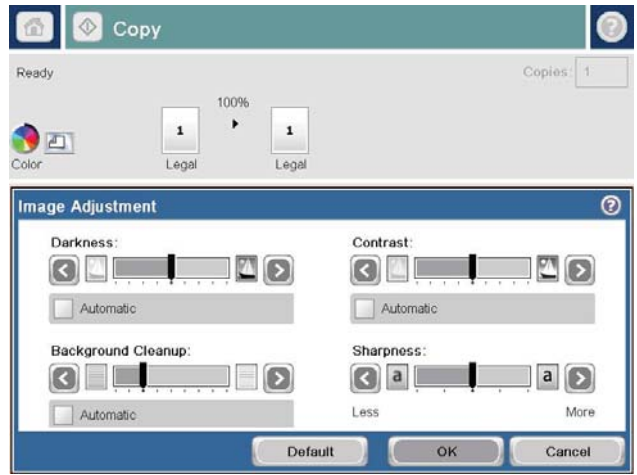 Copy
?
Ready
Copies: 1
100%
1
1
Color
Legal
Legal
Image Adjustment
?
Darkness:
Contrast:
Automatic
Automatic
Background Cleanup:
Sharpness:
a
a
Automatic
Less
More
Default
OK
Cancel